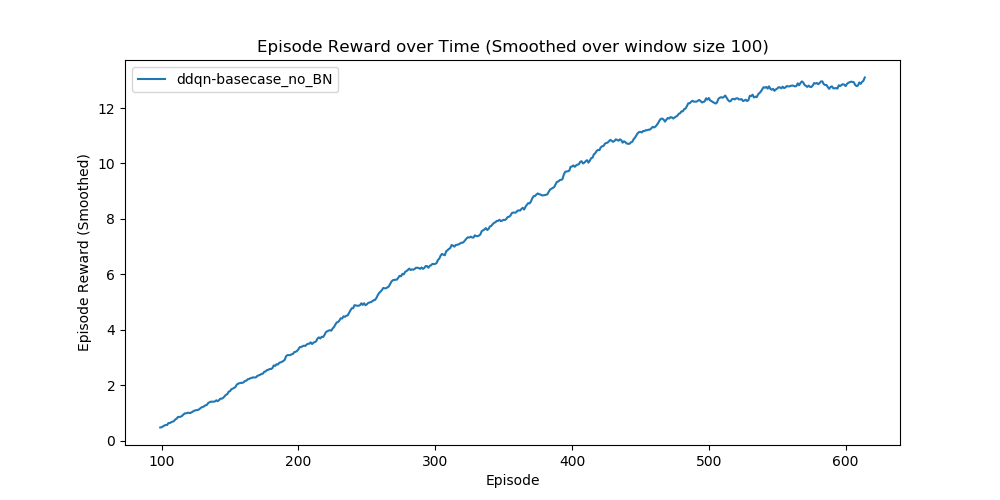 Episode Reward over Time (Smoothed over window size 100)
ddqn-basecase_no_BN
Episode Reward (Smoothed)
12
10
8
6
4
2
0
100 200 300 400 500 600
Episode